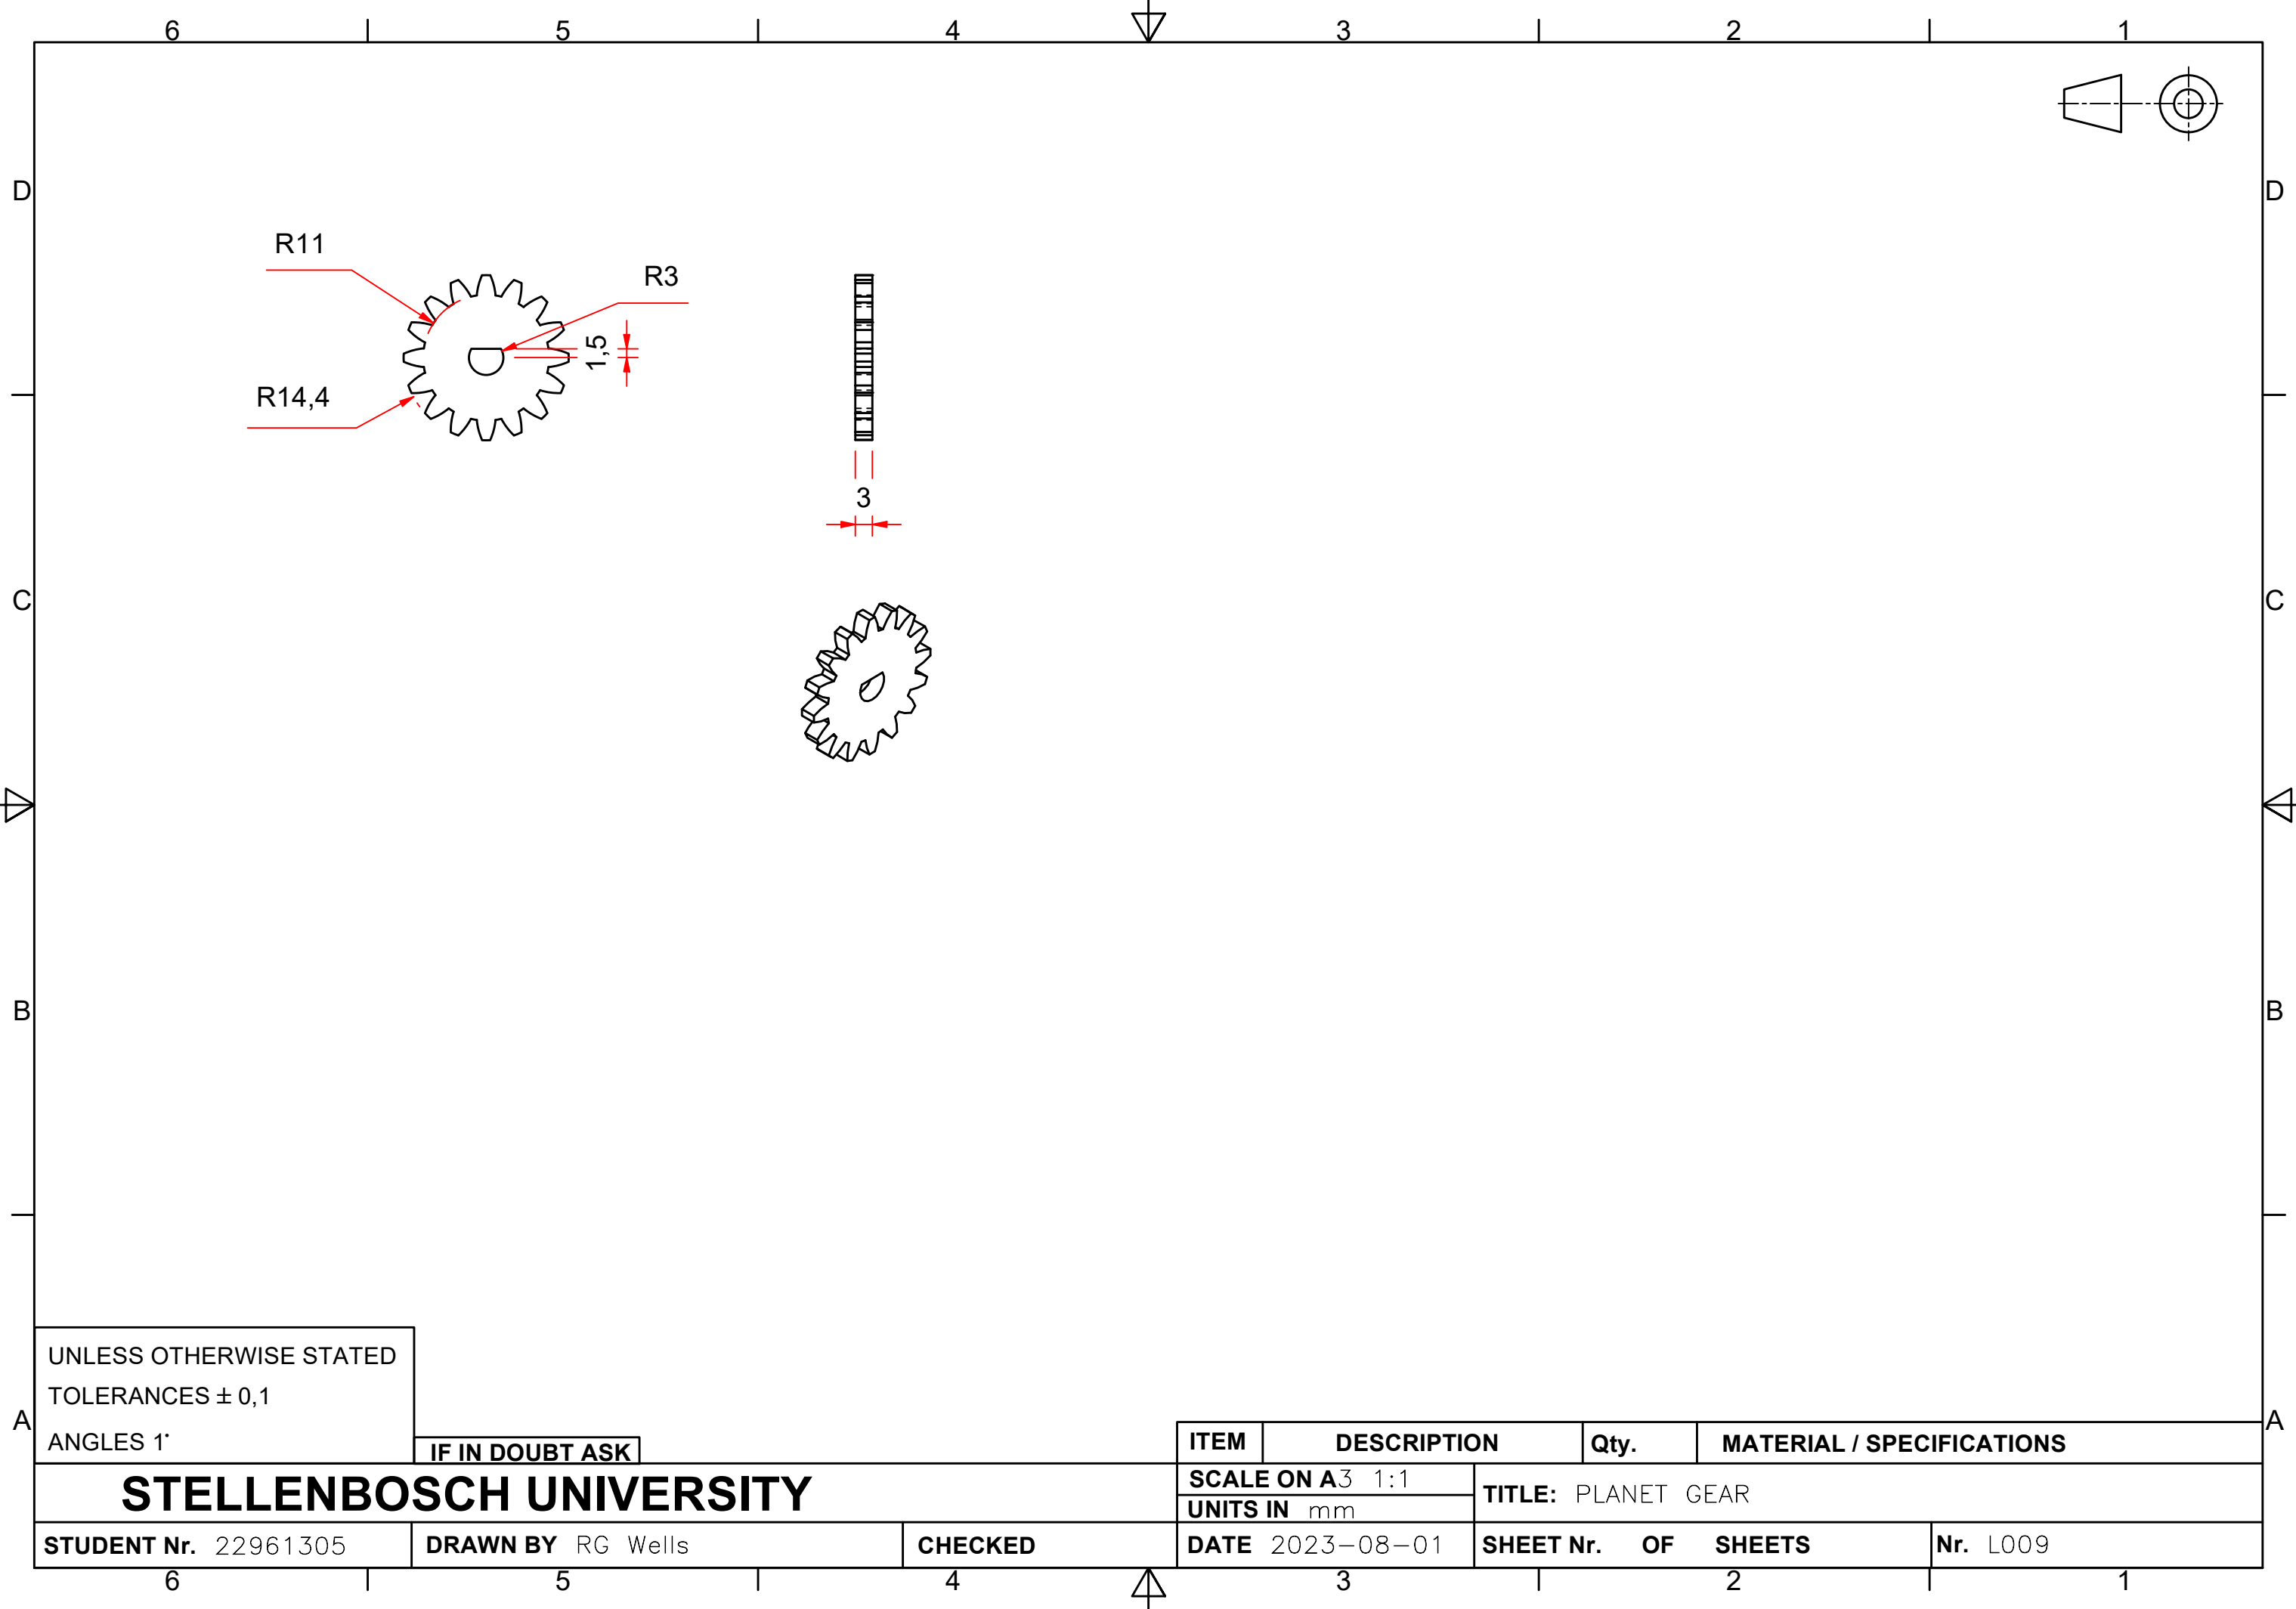 6 5 4 3 2 1
D D
R11
R3
1,5
R14,4
3
C C
B B
UNLESS OTHERWISE STATED
TOLERANCES ± 0,1
A A
ANGLES 1°
IF IN DOUBT ASK
ITEM DESCRIPTION Qty. MATERIAL / SPECIFICATIONS
STELLENBOSCH UNIVERSITY
SCALE ON A3 1:1
TITLE: PLANET GEAR
UNITS IN mm
STUDENT Nr. 22961305 DRAWN BY RG Wells CHECKED DATE 2023-08-01 SHEET Nr. OF SHEETS Nr. L009
6 5 4 3 2 1